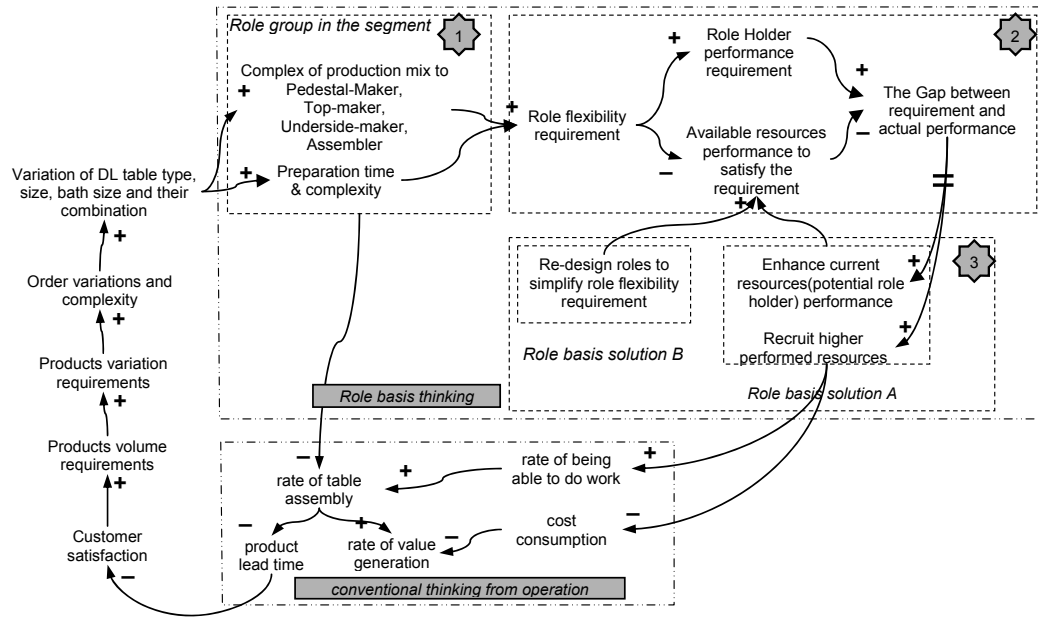 Role group in the segment
1
Complex of production mix to
Pedestal-Maker,
Top-maker,
Underside-maker,
Assembler
+
+
Preparation time
& complexity
Variation of DL table type,
size, bath size and their
combination
+
Order variations and
complexity
+
Products variation
requirements
+
Products volume
requirements
+
Customer
satisfaction
–
2
+
Role flexibility
requirement
+
Role Holder
performance
requirement
–
Available resources
performance to
satisfy the
requirement
+
+
–
The Gap between
requirement and
actual performance
3
Re-design roles to
simplify role flexibility
requirement
Role basis solution B
Enhance current
resources(potential role
holder) performance
+
+
Recruit higher
performed resources
Role basis solution A
Role basis thinking
–
rate of table
assembly
+
rate of being
able to do work
+
–
product
lead time
+
rate of value
generation
–
cost
consumption
–
conventional thinking from operation